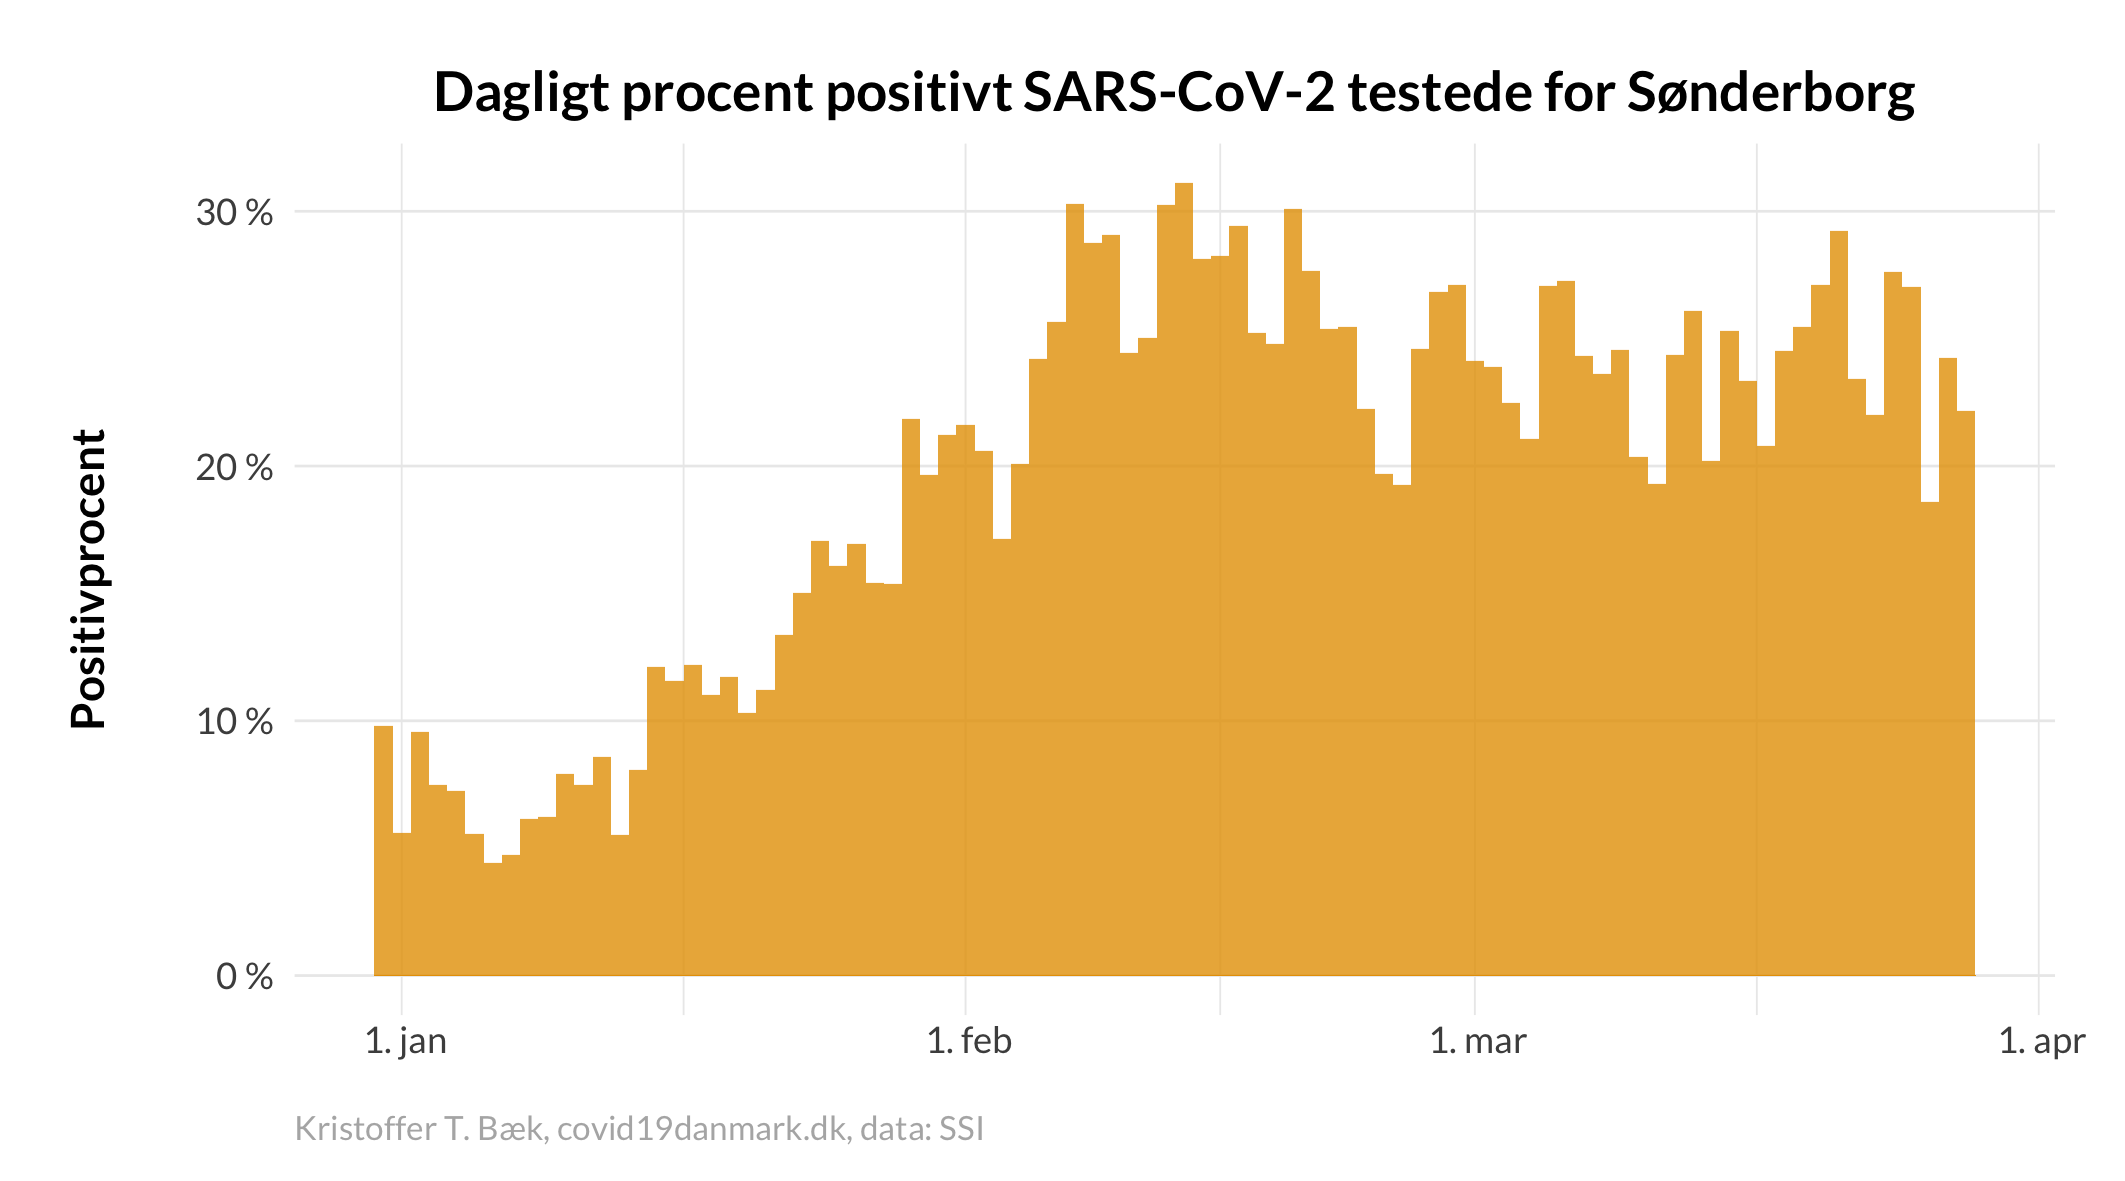 Dagligt procent positivt SARS-CoV-2 testede for Sønderborg
Positivprocent
30 %
20 %
10 %
0 %
1. jan
1. feb
1. mar
1. apr
Kristoffer T. Bæk, covid19danmark.dk, data: SSI